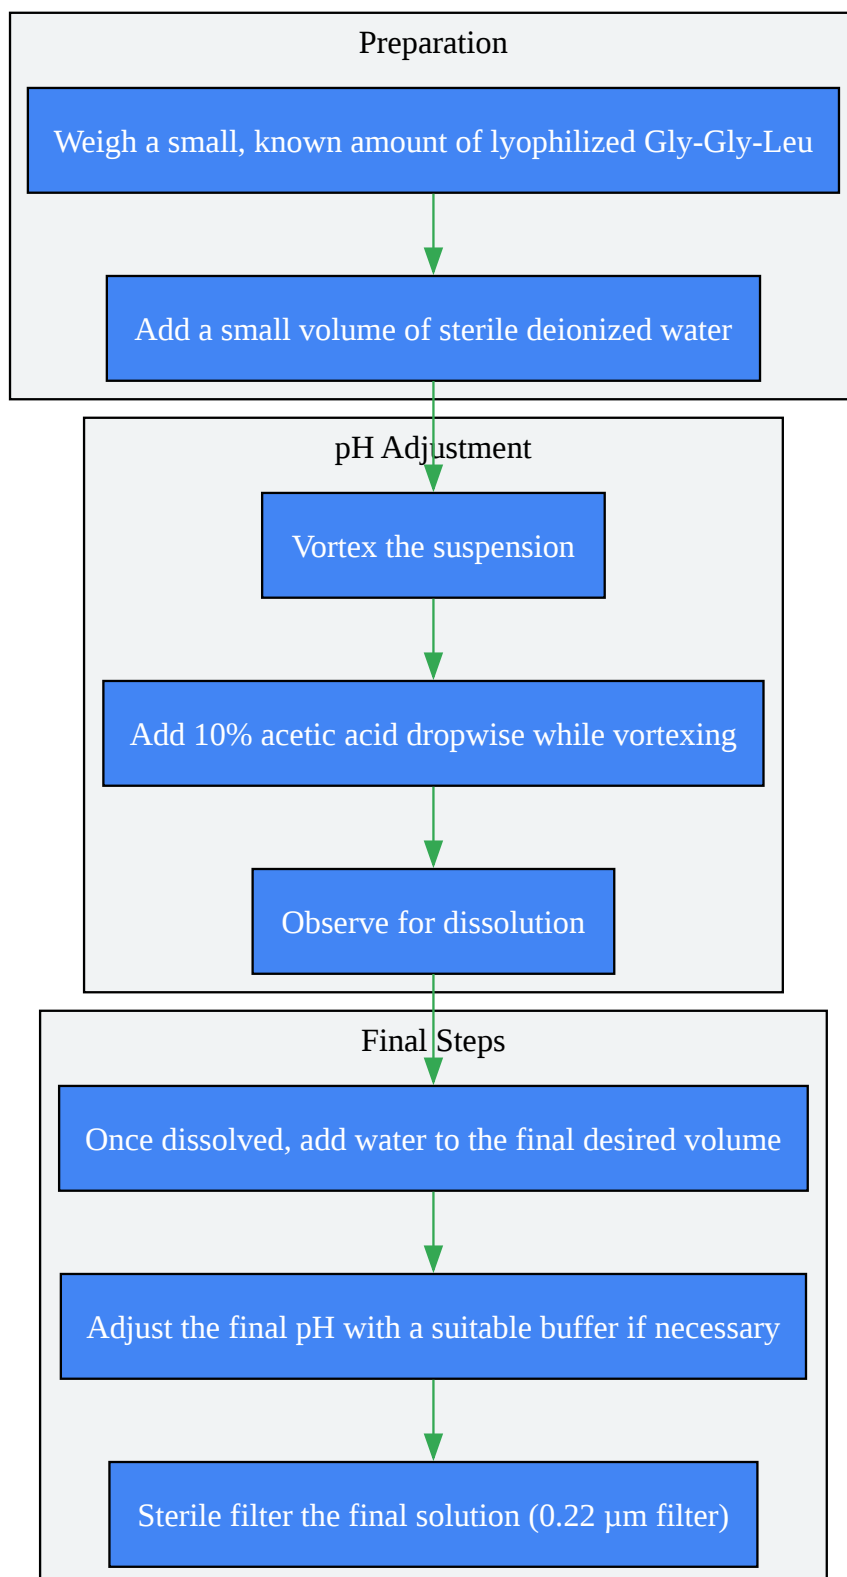 Preparation
Weigh a small, known amount of lyophilized Gly-Gly-Leu
Add a small volume of sterile deionized water
pH Adjustment
Vortex the suspension
Add 10% acetic acid dropwise while vortexing
Observe for dissolution
Final Steps
Once dissolved, add water to the final desired volume
Adjust the final pH with a suitable buffer if necessary
Sterile filter the final solution (0.22 µm filter)